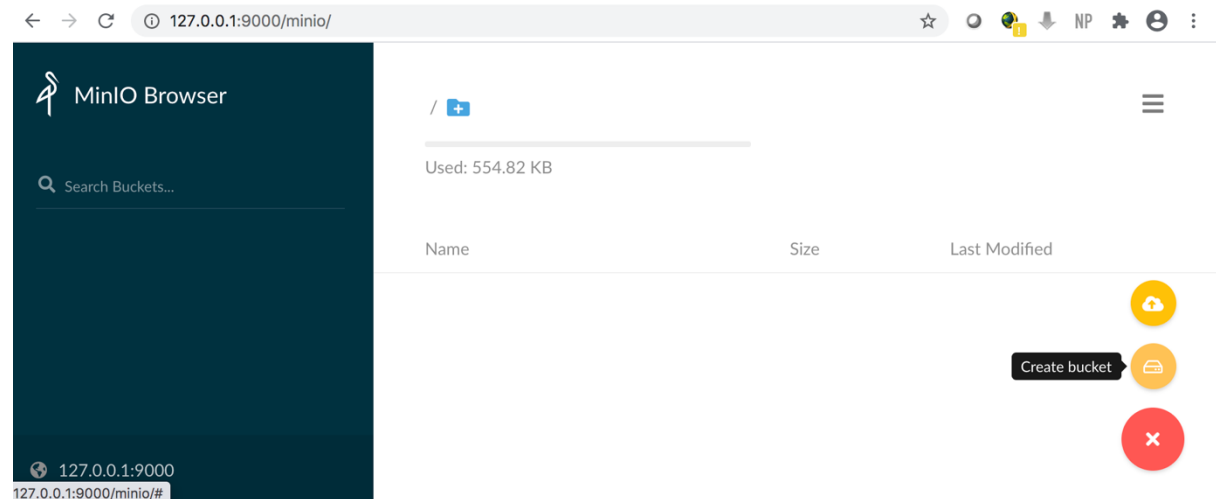 127.0.0.1:9000/minio/
NP
MinIO Browser
/
Used: 554.82 KB
Search Buckets...
Name Size Last Modified
Create bucket
127.0.0.1:9000
127.0.0.1:9000/minio/#